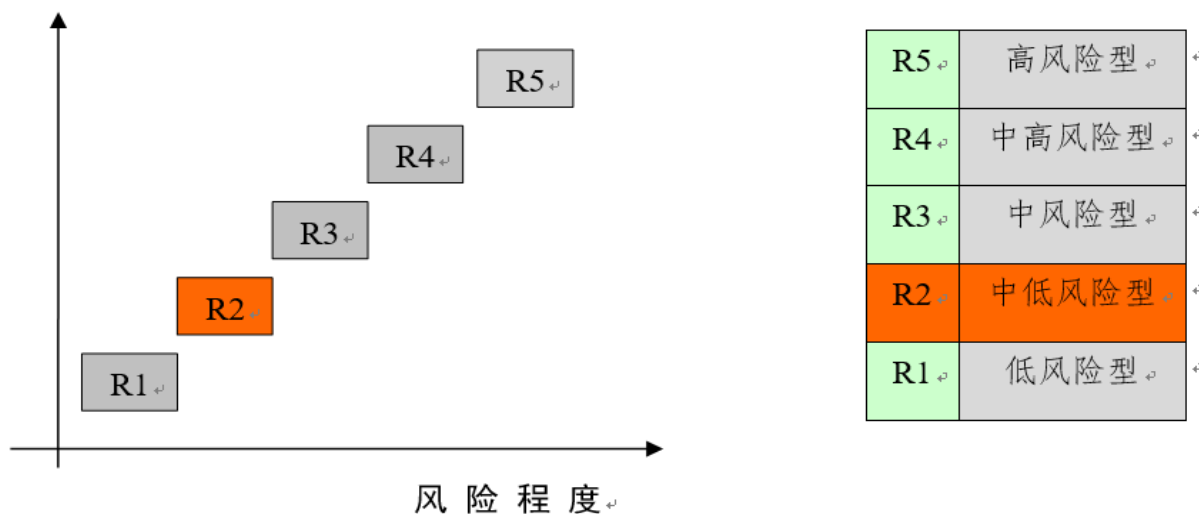 R5
R4
R3
R2
R1
风险程度
R5 高风险型
R4 中高风险型
R3 中风险型
R2 中低风险型
R1 低风险型